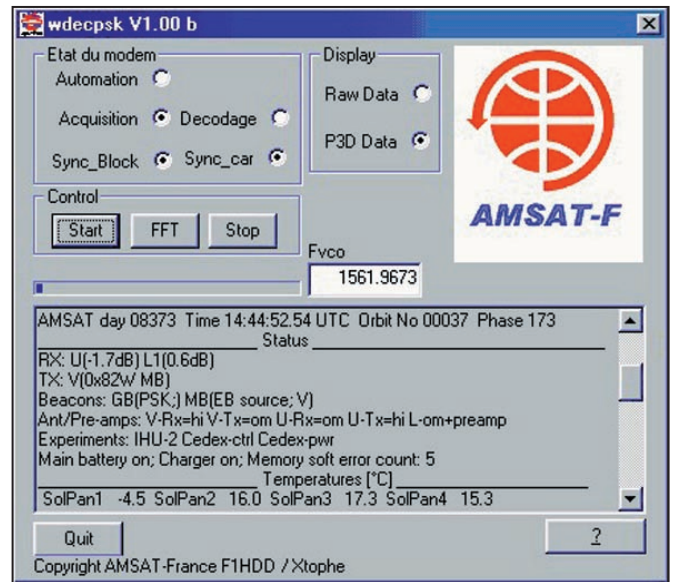 wdecpsk V1.00 b
Etat du modem
Automation
Acquisition Decodage
Sync_Block Sync_car
Display
Raw Data
P3D Data
AMSAT-F
Control
Start FFT Stop
Fvco
1561.9673
AMSAT day 08373 Time 14:44:52.54 UTC Orbit No 00037 Phase 173
Status
RX: U(-1.7dB) L1(0.6dB)
TX: V(0x82W MB)
Beacons: GB(PSK;) MB(EB source; V)
Ant/Pre-amps: V-Rx=hi V-Tx=om U-Rx=om U-Tx=hi L-om+preamp
Experiments: IHU-2 Cedex-ctrl Cedex-pwr
Main battery on; Charger on; Memory soft error count: 5
Temperatures [°C]
SolPan1 -4.5 SolPan2 16.0 SolPan3 17.3 SolPan4 15.3
Quit ?
Copyright AMSAT-France F1HDD / Xtophe